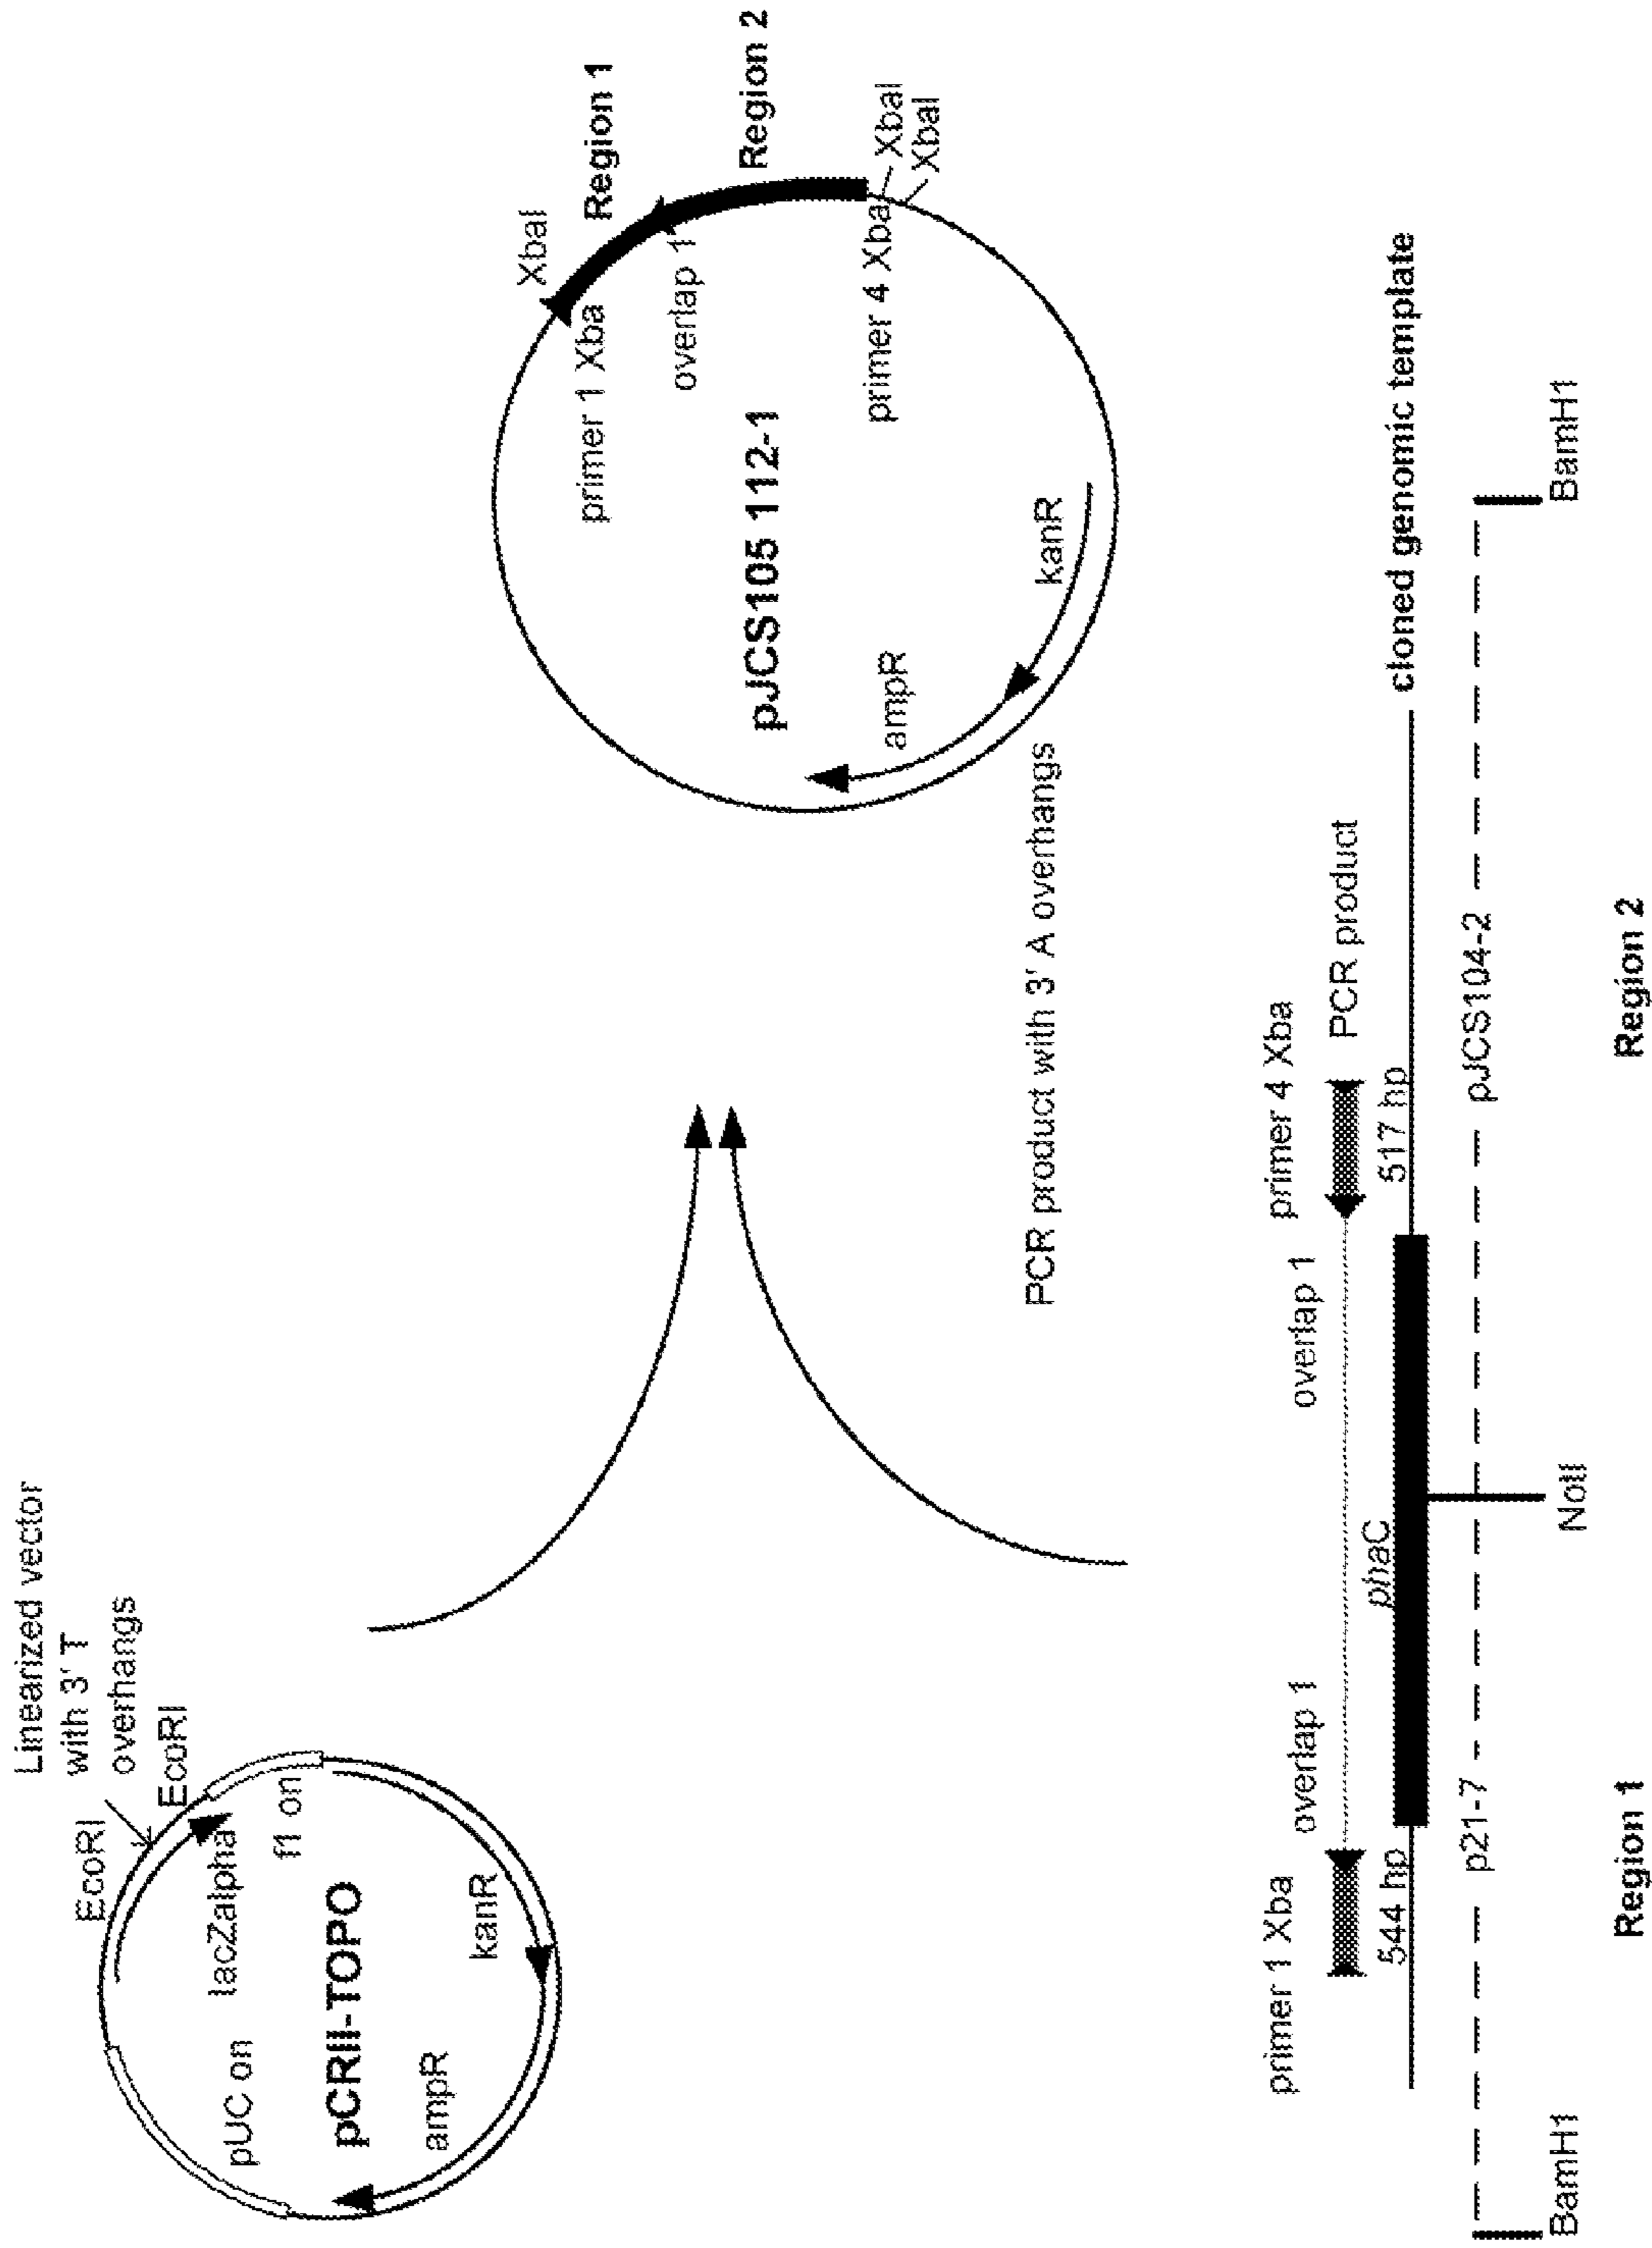 Linearized vector
with 3' T
overhangs
EcoRI
EcoRI
pUC on
lacZalpha
f1 on
pCRII-TOPO
ampR
kanR
XbaI
primer 1 Xba
Region 1
overlap 1
Region 2
pJCS105 112-1
primer 4 Xba
XbaI
XbaI
ampR
kanR
PCR product with 3' A overhangs
primer 1 Xba
overlap 1
overlap 1
primer 4 Xba
PCR product
544 bp
phaC
517 bp
cloned genomic template
p21-7
pJCS104-2
BamH1
NotI
BamH1
Region 1
Region 2